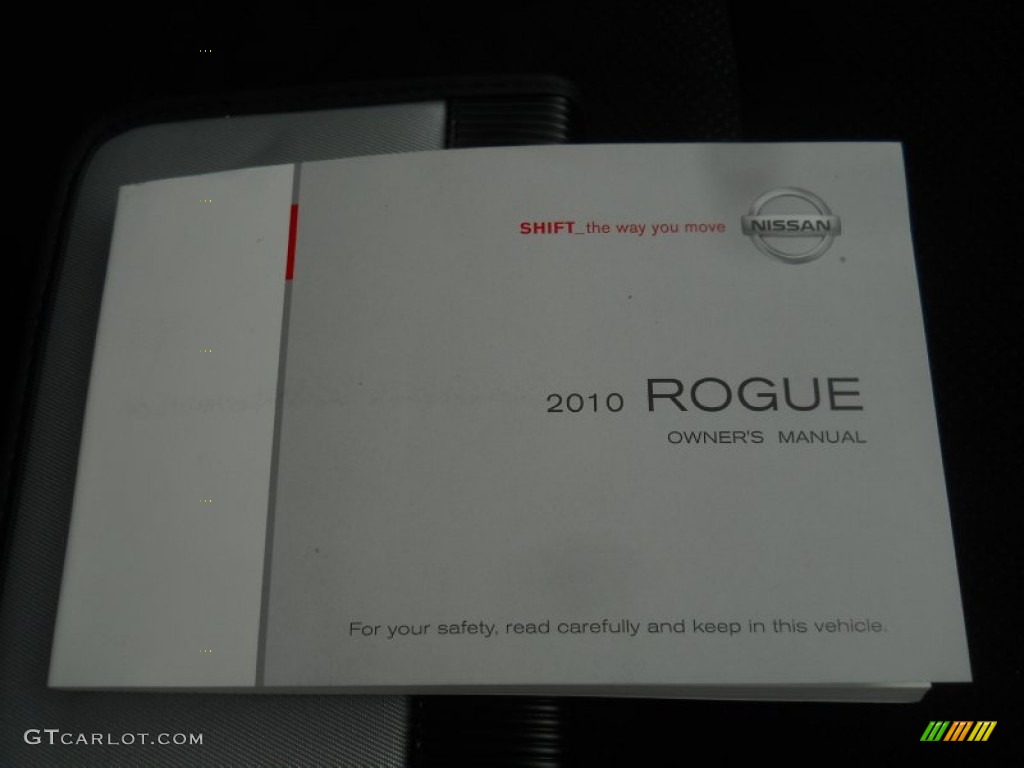 SHIFT_the way you move NISSAN
2010 ROGUE
OWNER'S MANUAL
For your safety, read carefully and keep in this vehicle.
GTCARLOT.COM